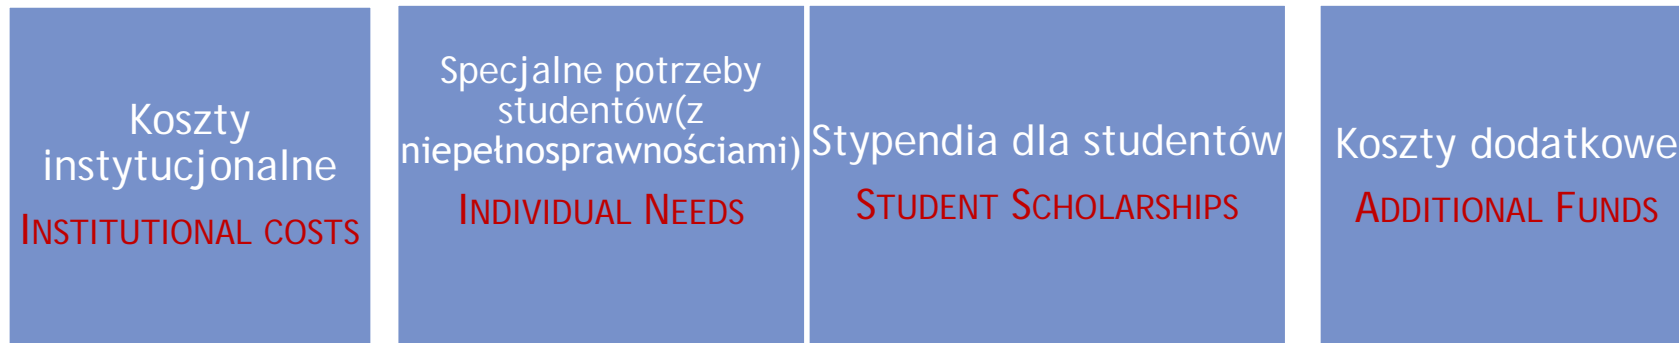 Koszty
instytucjonalne
INSTITUTIONAL COSTS
Specjalne potrzeby
studentów(z
niepełnosprawnościami)
INDIVIDUAL NEEDS
Stypendia dla studentów
STUDENT SCHOLARSHIPS
Koszty dodatkowe
ADDITIONAL FUNDS